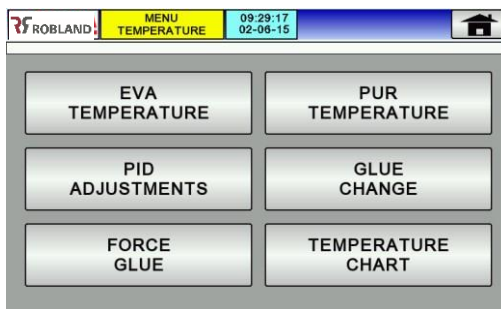 ROBLAND
MENU
TEMPERATURE
09:29:17
02-06-15
EVA
TEMPERATURE
PUR
TEMPERATURE
PID
ADJUSTMENTS
GLUE
CHANGE
FORCE
GLUE
TEMPERATURE
CHART